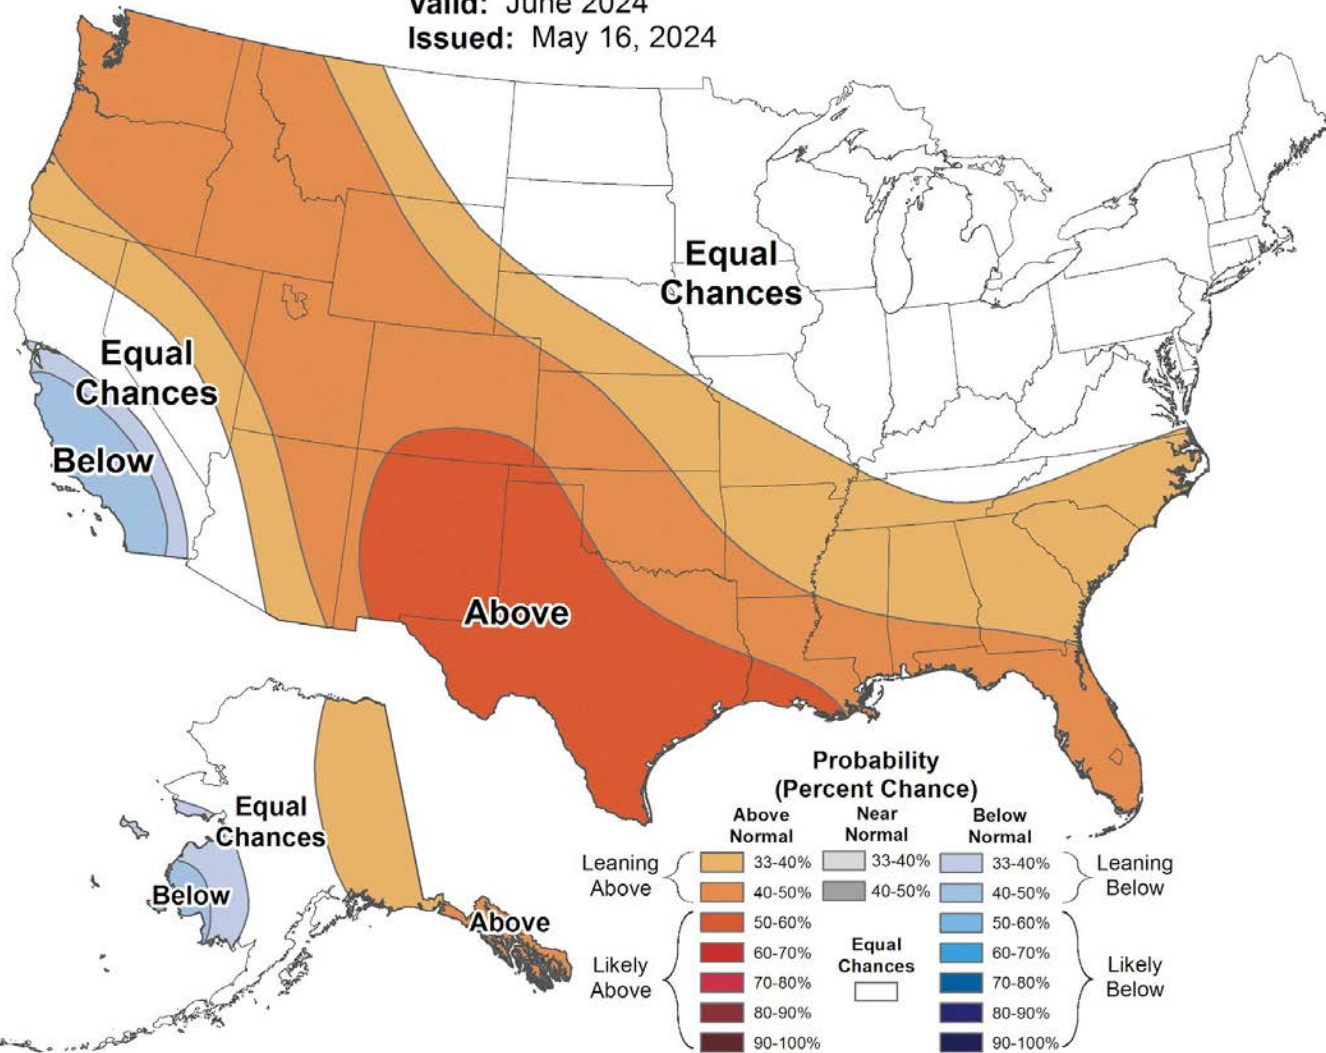 Valid: June 2024
Issued: May 16, 2024
Equal
Chances
Equal
Chances
Below
Above
Equal
Chances
Below
Above
Probability
(Percent Chance)
Above
Normal
Near
Normal
Below
Normal
Leaning
Above
33-40%
40-50%
33-40%
40-50%
33-40%
40-50%
Leaning
Below
Likely
Above
50-60%
60-70%
70-80%
80-90%
90-100%
Equal
Chances
50-60%
60-70%
70-80%
80-90%
90-100%
Likely
Below